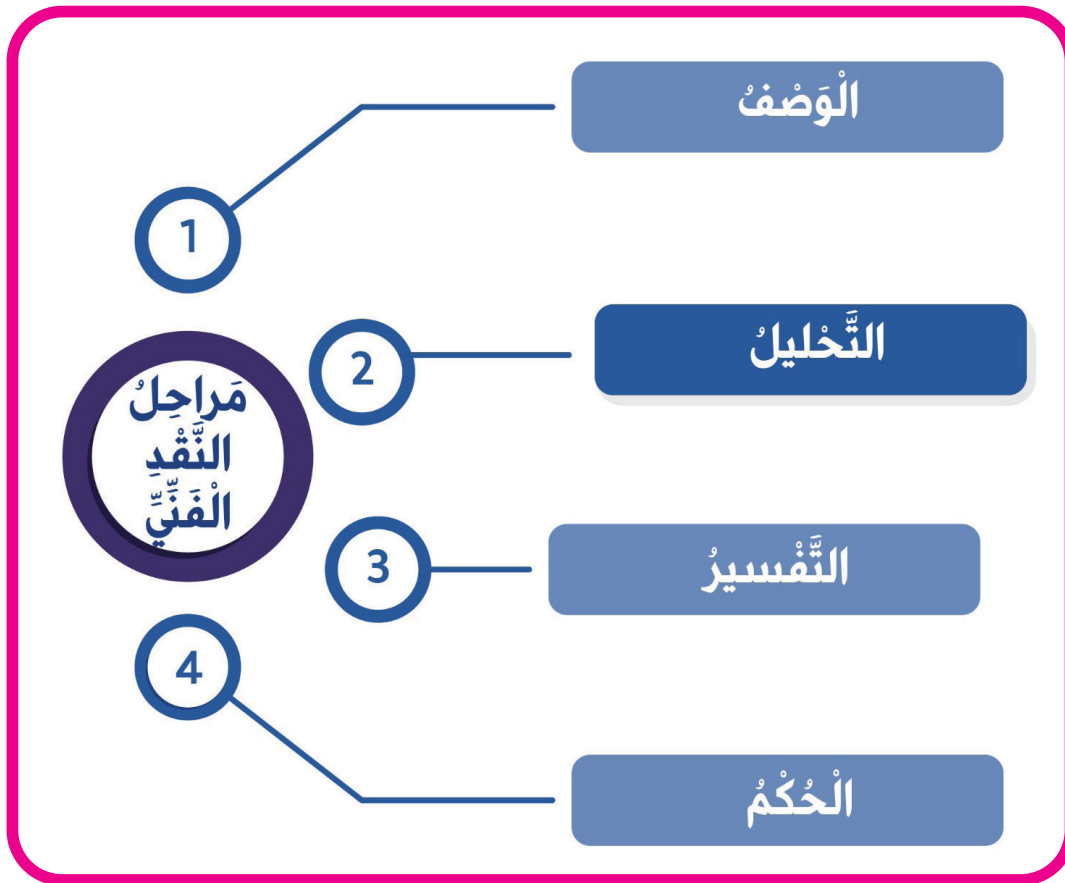 مَراحِلُ
النَّقْدِ
الْفَنِّيِّ
1
الْوَصْفُ
2
التَّحْليلُ
3
التَّفْسيرُ
4
الْحُكْمُ